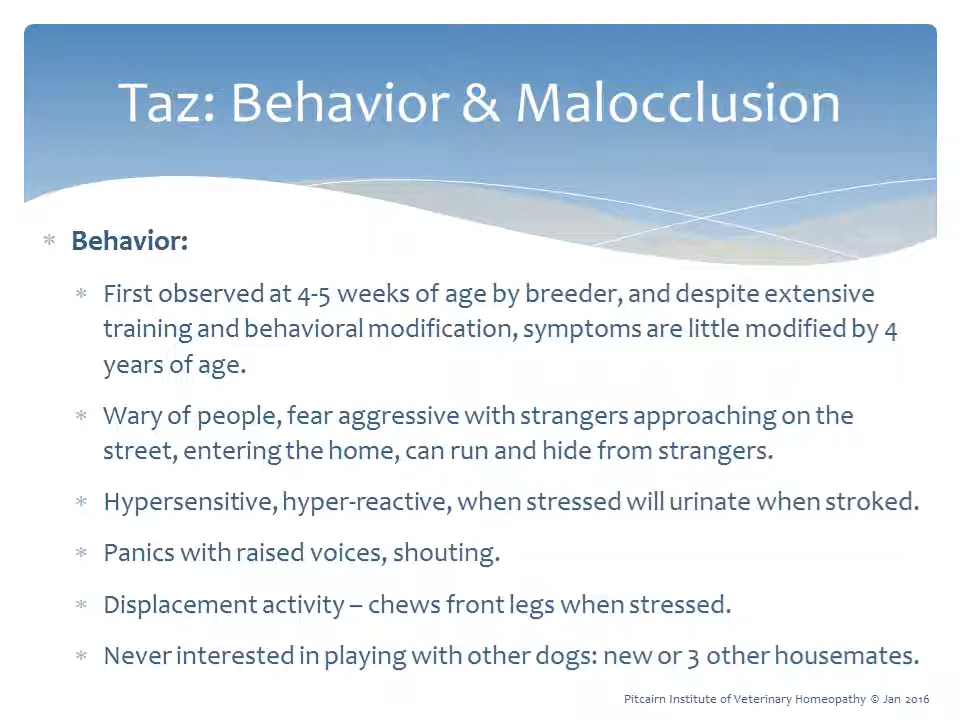 Taz: Behavior & Malocclusion
* Behavior:
* First observed at 4-5 weeks of age by breeder, and despite extensive
training and behavioral modification, symptoms are little modified by 4
years of age.
* Wary of people, fear aggressive with strangers approaching on the
street, entering the home, can run and hide from strangers.
* Hypersensitive, hyper-reactive, when stressed will urinate when stroked.
* Panics with raised voices, shouting.
* Displacement activity – chews front legs when stressed.
* Never interested in playing with other dogs: new or 3 other housemates.
Pitcairn Institute of Veterinary Homeopathy © Jan 2016